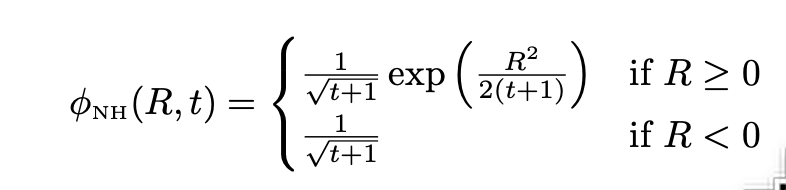 ϕ_NH(R, t) = { 1/√(t+1) exp(R²/2(t+1)) if R ≥ 0
1/√(t+1) if R < 0